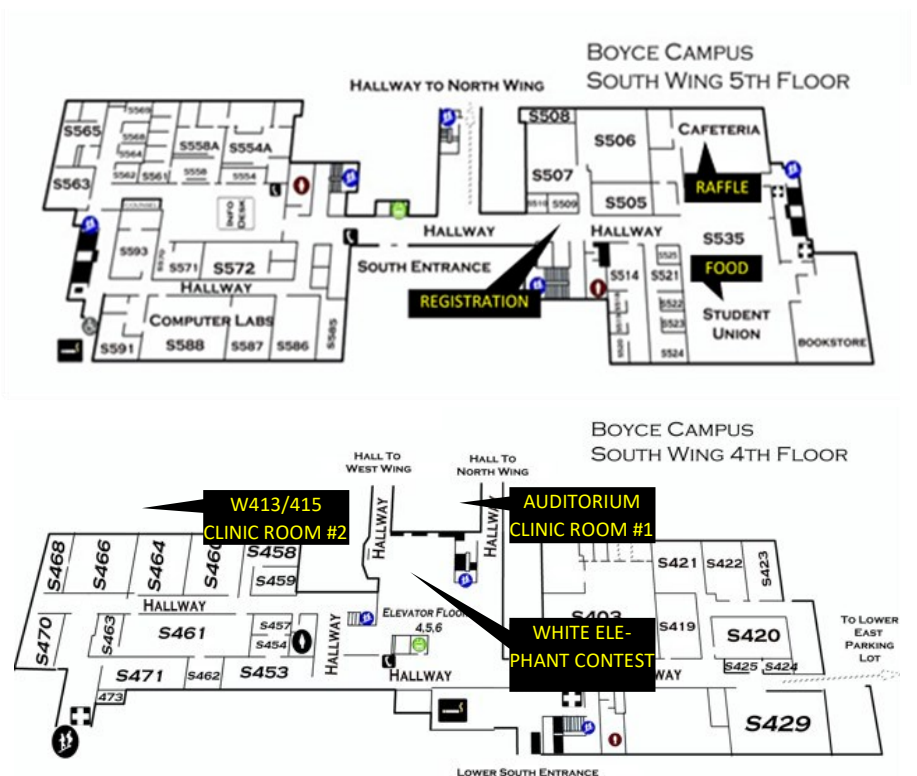 BOYCE CAMPUS
SOUTH WING 5TH FLOOR
HALLWAY TO NORTH WING
S569
S565
S568
S564
S558A
S554A
S562
S561
S558
S554
S563
COUNSEL
INFO
DESK
S593
S570
S571
S572
HALLWAY
COMPUTER LABS
S591
S588
S587
S586
S585
SOUTH ENTRANCE
HALLWAY
REGISTRATION
S508
S506
S507
S510
S509
S505
HALLWAY
CAFETERIA
RAFFLE
S535
FOOD
S514
S525
S521
S522
S523
S524
S520
STUDENT
UNION
BOOKSTORE
BOYCE CAMPUS
SOUTH WING 4TH FLOOR
HALL TO
WEST WING
HALL TO
NORTH WING
W413/415
CLINIC ROOM #2
AUDITORIUM
CLINIC ROOM #1
HALLWAY
HALLWAY
S468
S466
S464
S458
S459
HALLWAY
S470
S463
S461
S457
S454
HALLWAY
S471
S462
S453
473
ELEVATOR FLOO
4,5,6
HALLWAY
WHITE ELE-
PHANT CONTEST
S403
S421
S422
S423
S419
S420
S425
S424
S429
TO LOWER
EAST
PARKING
LOT
LOWER SOUTH ENTRANCE